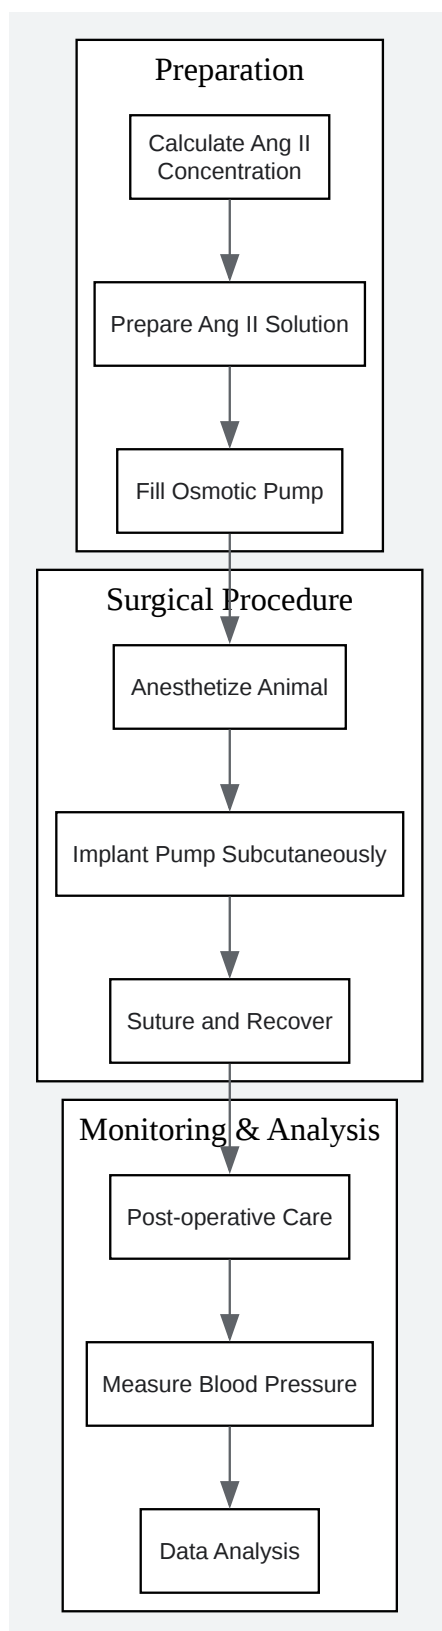 Preparation
Calculate Ang II
Concentration
Prepare Ang II Solution
Fill Osmotic Pump
Surgical Procedure
Anesthetize Animal
Implant Pump Subcutaneously
Suture and Recover
Monitoring & Analysis
Post-operative Care
Measure Blood Pressure
Data Analysis